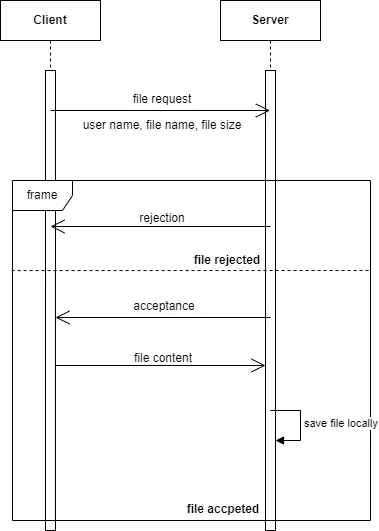 Client
Server
file request
user name, file name, file size
frame
rejection
file rejected
acceptance
file content
save file locally
file accpeted